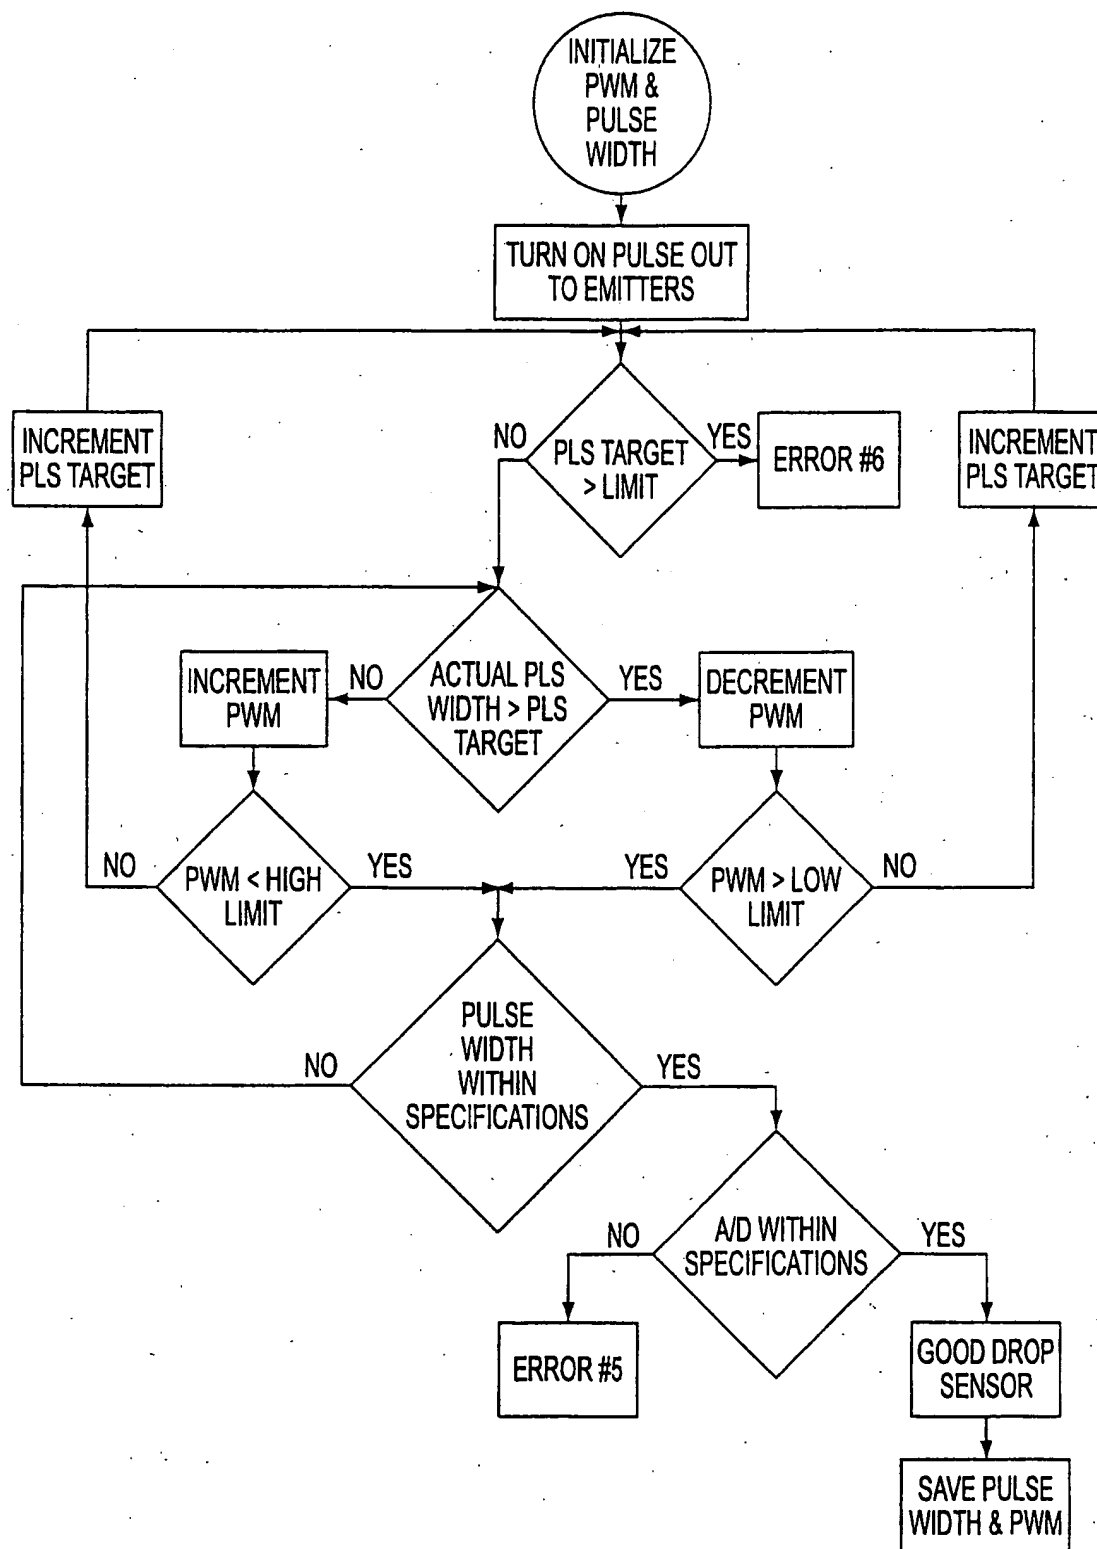 INITIALIZE
PWM &
PULSE
WIDTH
TURN ON PULSE OUT
TO EMITTERS
INCREMENT
PLS TARGET
NO
PLS TARGET
> LIMIT
YES
ERROR #6
INCREMENT
PLS TARGET
INCREMENT
PWM
NO
ACTUAL PLS
WIDTH > PLS
TARGET
YES
DECREMENT
PWM
NO
PWM < HIGH
LIMIT
YES
YES
PWM > LOW
LIMIT
NO
NO
PULSE
WIDTH
WITHIN
SPECIFICATIONS
YES
NO
A/D WITHIN
SPECIFICATIONS
YES
ERROR #5
GOOD DROP
SENSOR
SAVE PULSE
WIDTH & PWM